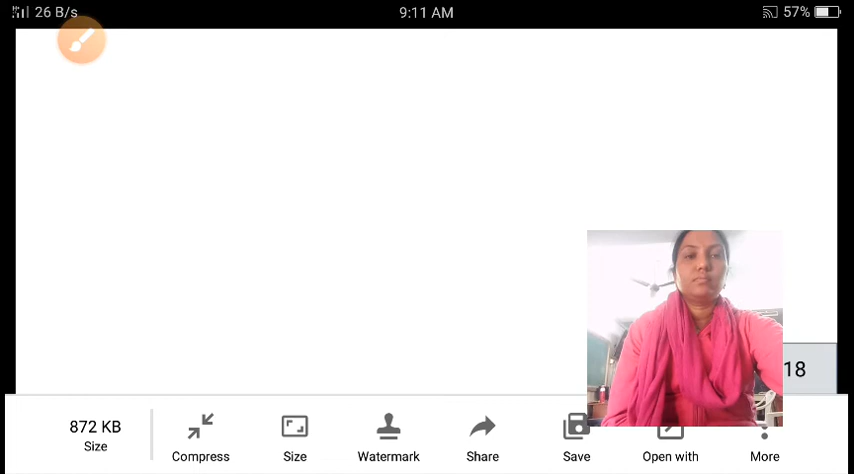 26 B/s 9:11 AM 57%
18
872 KB
Size
Compress
Size
Watermark
Share
Save
Open with
More